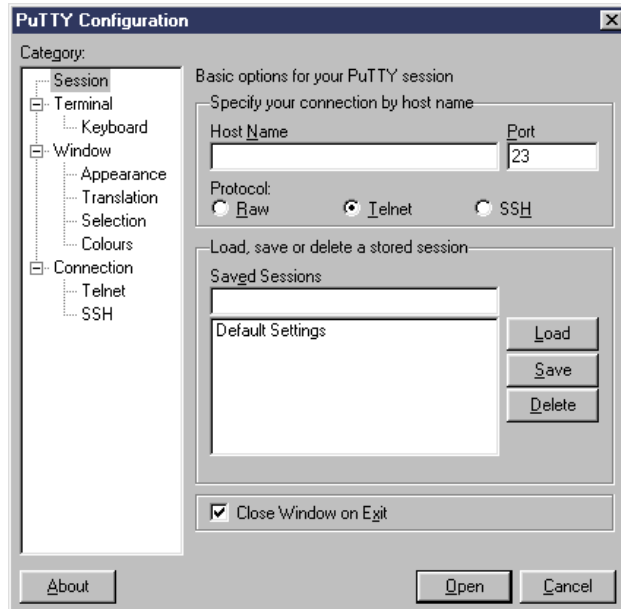 PuTTY Configuration
Category:
Session
Terminal
Keyboard
Window
Appearance
Translation
Selection
Colours
Connection
Telnet
SSH
Basic options for your PuTTY session
Specify your connection by host name
Host Name
Port
23
Protocol:
Raw
Telnet
SSH
Load, save or delete a stored session
Saved Sessions
Default Settings
Load
Save
Delete
Close Window on Exit
About
Open
Cancel